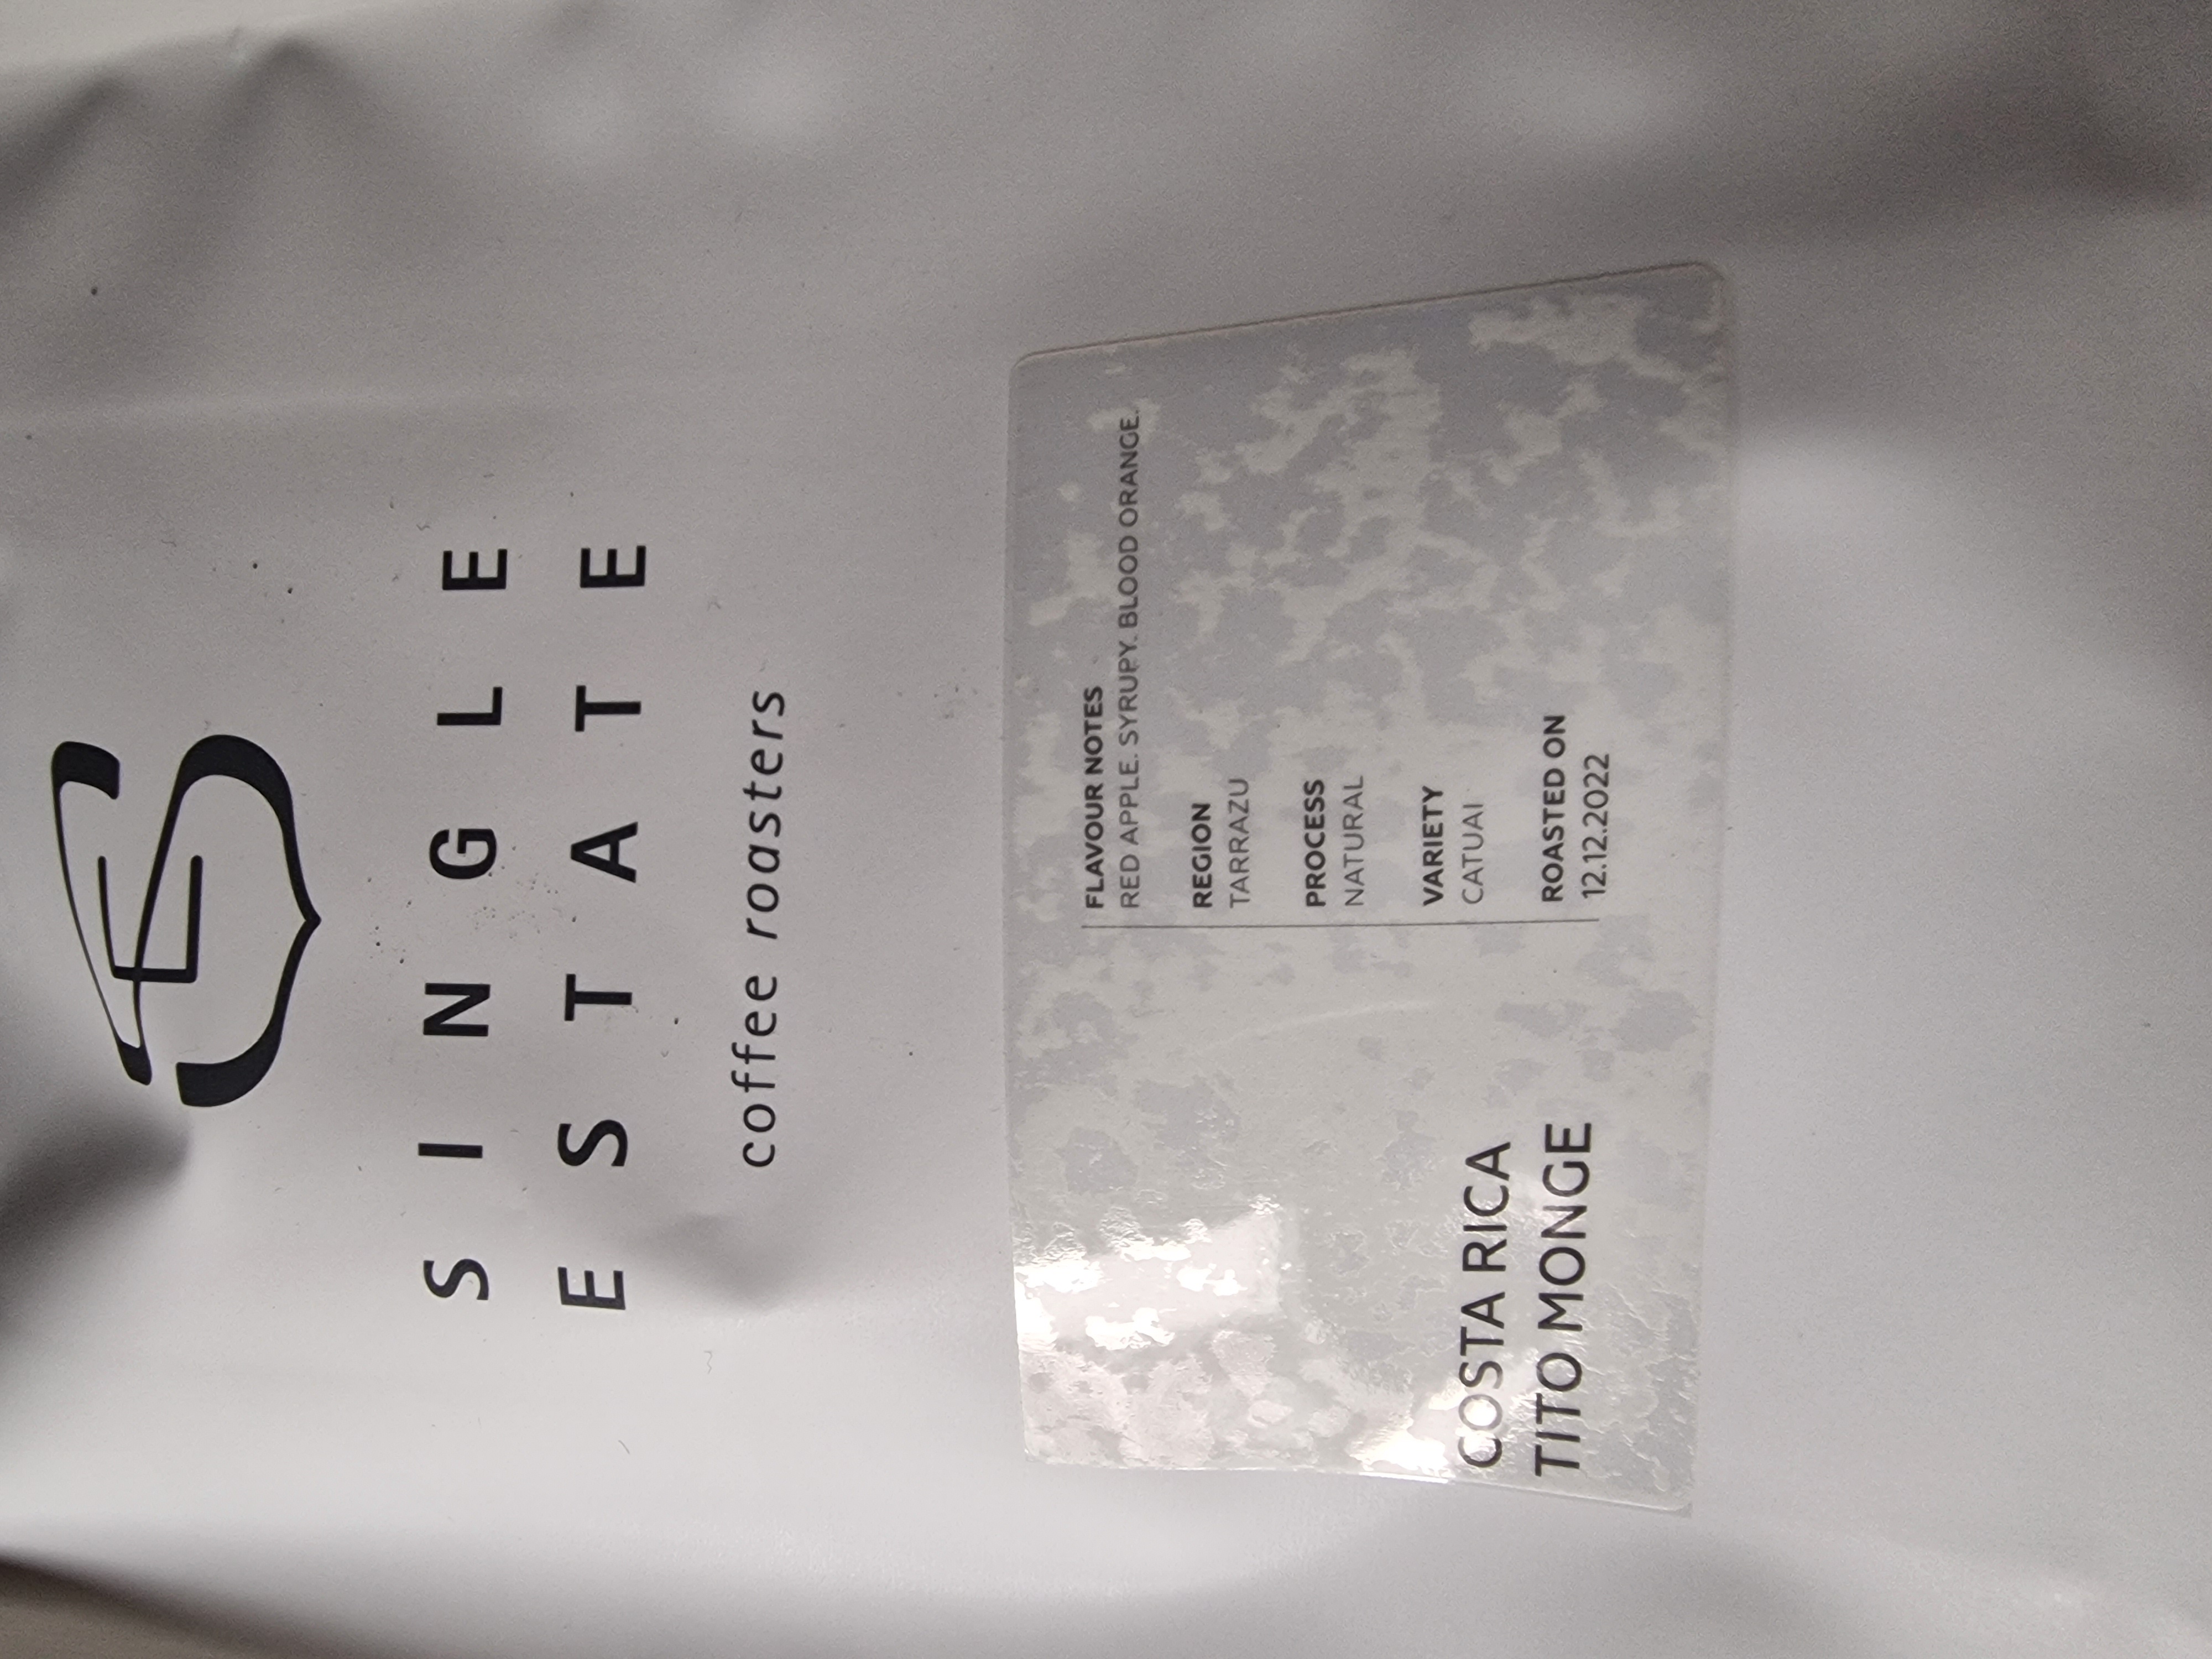 SINGLE
ESTATE
coffee roasters
FLAVOUR NOTES
RED APPLE. SYRUPY. BLOOD ORANGE.
REGION
TARRAZU
PROCESS
NATURAL
VARIETY
CATUAI
ROASTED ON
12.12.2022
COSTA RICA
TITO MONGE